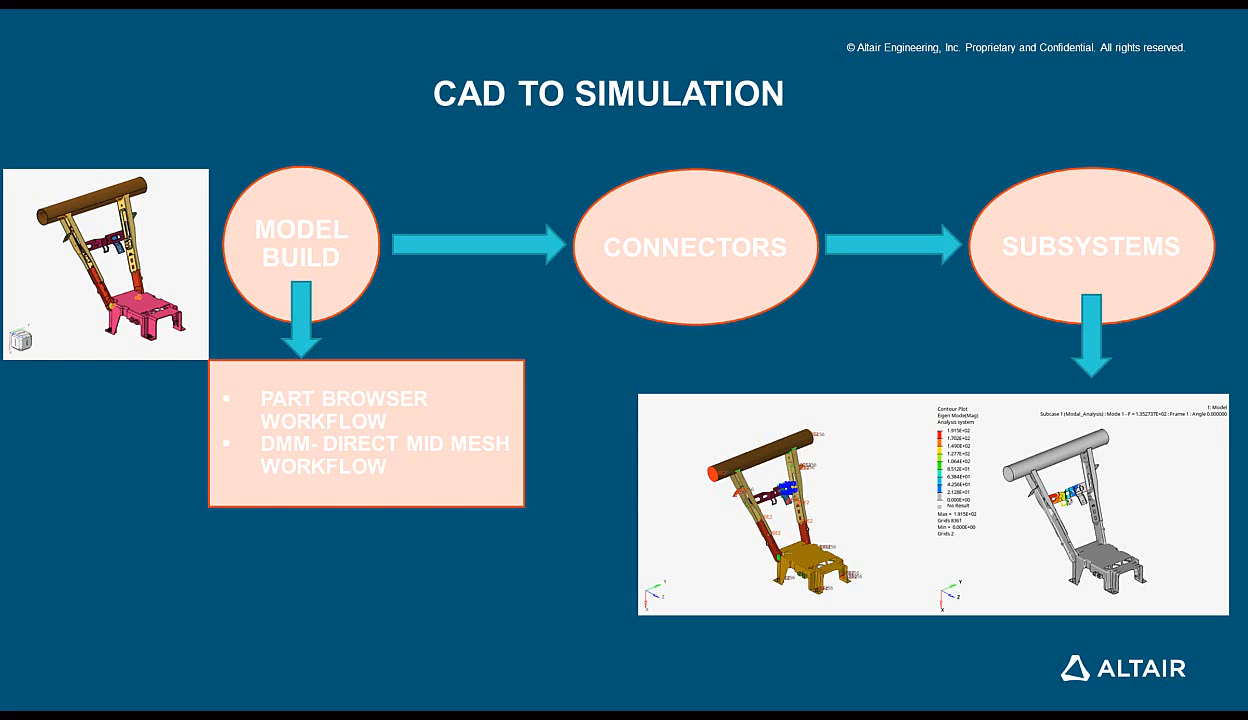 © Altair Engineering, Inc. Proprietary and Confidential. All rights reserved.
CAD TO SIMULATION
MODEL
BUILD
CONNECTORS
SUBSYSTEMS
▪ PART BROWSER
WORKFLOW
▪ DMM- DIRECT MID MESH
WORKFLOW
1: Model
Subcase 1 (Modal_Analysis) : Mode 1 - F = 1.352737E+02 : Frame 1 : Angle 0.000000
Contour Plot
Eigen Mode(Mag)
Analysis system
1.915E+02
1.702E+02
1.490E+02
1.277E+02
1.064E+02
8.512E+01
6.384E+01
4.256E+01
2.128E+01
0.000E+00
No Result
Max = 1.915E+02
Grids 8361
Min = 0.000E+00
Grids 2
Y
Z
X
Y
Z
X
ALTAIR